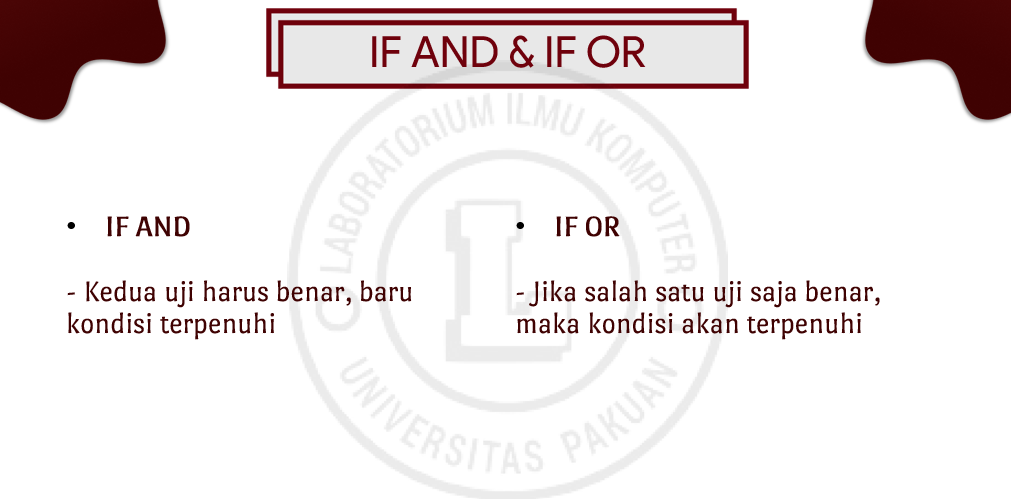 IF AND & IF OR
LABORATORIUM ILMU KOMPUTER
• IF AND
- Kedua uji harus benar, baru
kondisi terpenuhi
• IF OR
- Jika salah satu uji saja benar,
maka kondisi akan terpenuhi
L
UNIVERSITAS PAKUAN